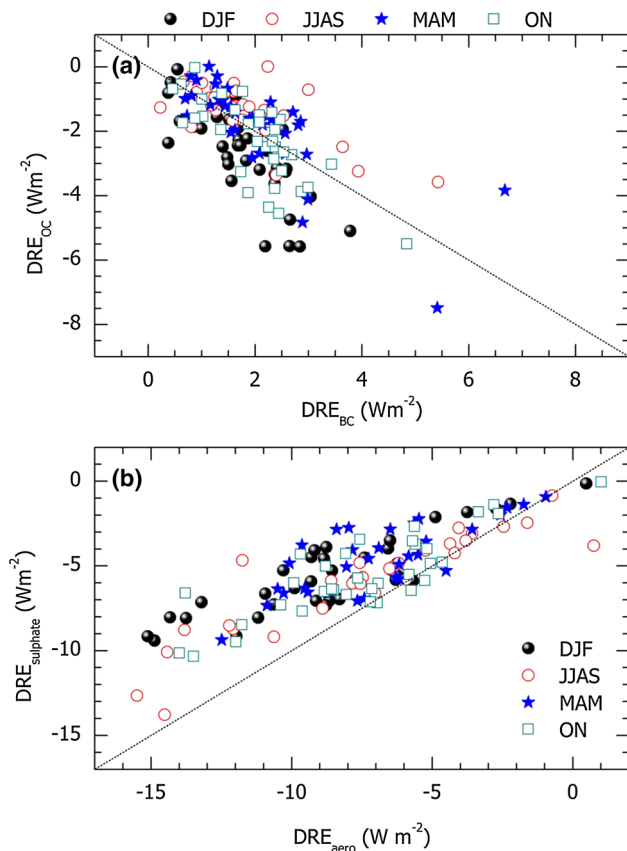 DJF JJAS MAM ON
(a)
0
-2
-4
-6
-8
DRE_OC (Wm⁻²)
0 2 4 6 8
DRE_BC (Wm⁻²)
(b)
0
-5
-10
-15
DRE_sulphate (Wm⁻²)
DJF
JJAS
MAM
ON
-15 -10 -5 0
DRE_aero (W m⁻²)